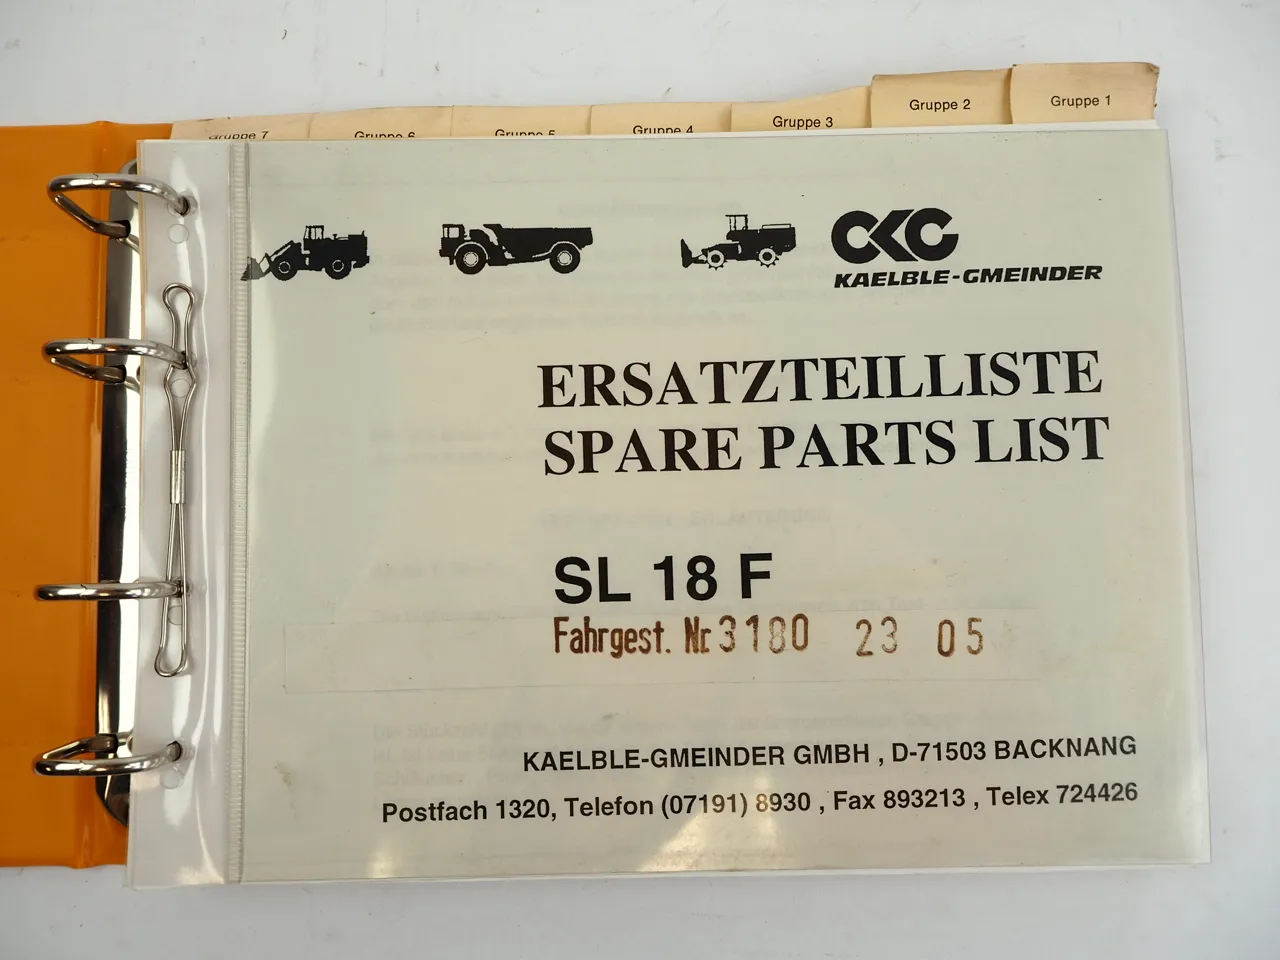 Gruppe 7
Gruppe 6
Gruppe 5
Gruppe 4
Gruppe 3
Gruppe 2
Gruppe 1
CKG
KAELBLE-GMEINDER
ERSATZTEILLISTE
SPARE PARTS LIST
SL 18 F
Fahrgest. Nr. 3180 23 05
KAELBLE-GMEINDER GMBH , D-71503 BACKNANG
Postfach 1320, Telefon (07191) 8930 , Fax 893213 , Telex 724426